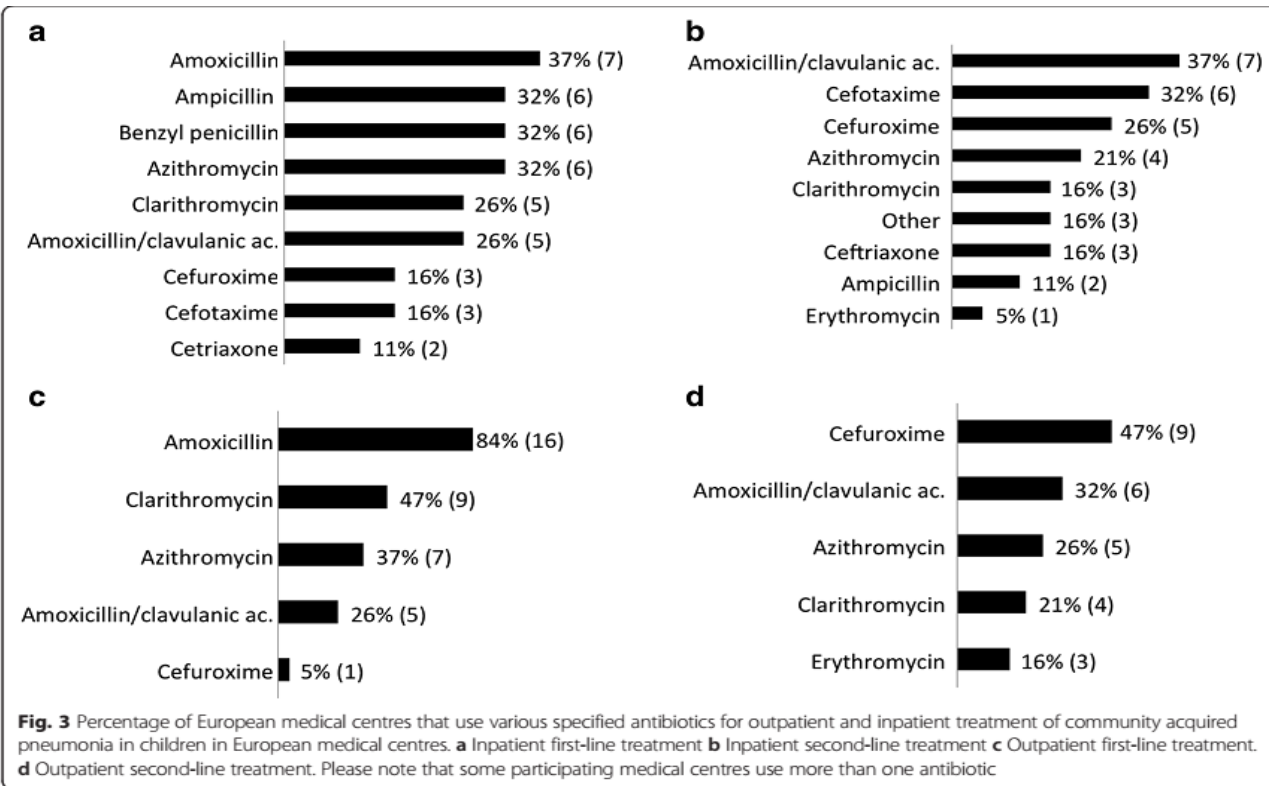 a
Amoxicillin 37% (7)
Ampicillin 32% (6)
Benzyl penicillin 32% (6)
Azithromycin 32% (6)
Clarithromycin 26% (5)
Amoxicillin/clavulanic ac. 26% (5)
Cefuroxime 16% (3)
Cefotaxime 16% (3)
Cetriaxone 11% (2)
b
Amoxicillin/clavulanic ac. 37% (7)
Cefotaxime 32% (6)
Cefuroxime 26% (5)
Azithromycin 21% (4)
Clarithromycin 16% (3)
Other 16% (3)
Ceftriaxone 16% (3)
Ampicillin 11% (2)
Erythromycin 5% (1)
c
Amoxicillin 84% (16)
Clarithromycin 47% (9)
Azithromycin 37% (7)
Amoxicillin/clavulanic ac. 26% (5)
Cefuroxime 5% (1)
d
Cefuroxime 47% (9)
Amoxicillin/clavulanic ac. 32% (6)
Azithromycin 26% (5)
Clarithromycin 21% (4)
Erythromycin 16% (3)
Fig. 3 Percentage of European medical centres that use various specified antibiotics for outpatient and inpatient treatment of community acquired
pneumonia in children in European medical centres. a Inpatient first-line treatment b Inpatient second-line treatment c Outpatient first-line treatment.
d Outpatient second-line treatment. Please note that some participating medical centres use more than one antibiotic